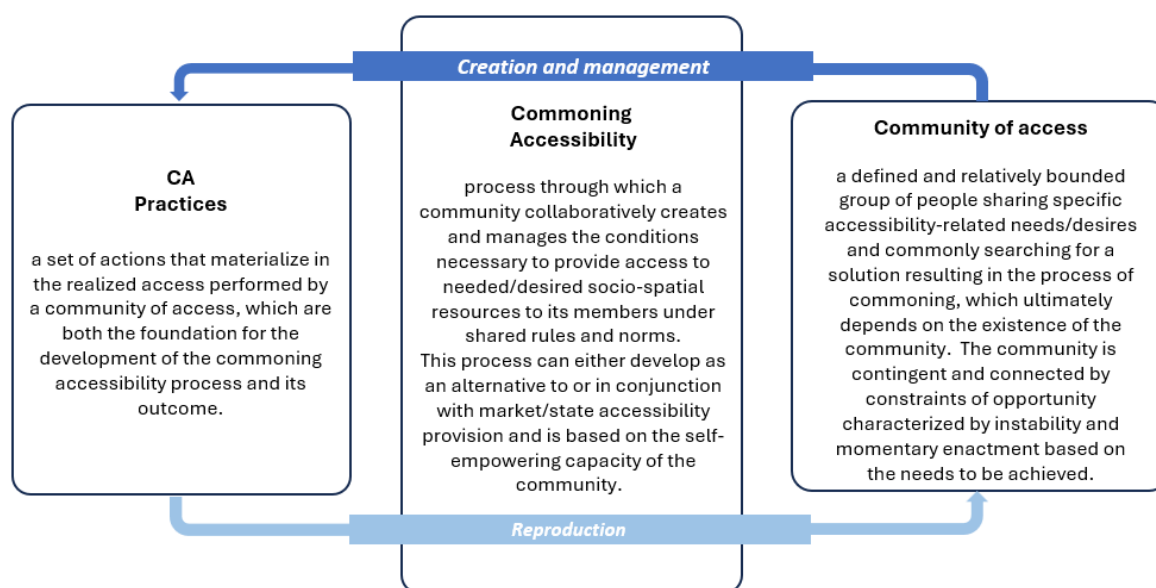 Creation and management
CA
Practices
a set of actions that materialize in
the realized access performed by
a community of access, which are
both the foundation for the
development of the commoning
accessibility process and its
outcome.
Commoning
Accessibility
process through which a
community collaboratively creates
and manages the conditions
necessary to provide access to
needed/desired socio-spatial
resources to its members under
shared rules and norms.
This process can either develop as
an alternative to or in conjunction
with market/state accessibility
provision and is based on the self-
empowering capacity of the
community.
Community of access
a defined and relatively bounded
group of people sharing specific
accessibility-related needs/desires
and commonly searching for a
solution resulting in the process of
commoning, which ultimately
depends on the existence of the
community. The community is
contingent and connected by
constraints of opportunity
characterized by instability and
momentary enactment based on
the needs to be achieved.
Reproduction